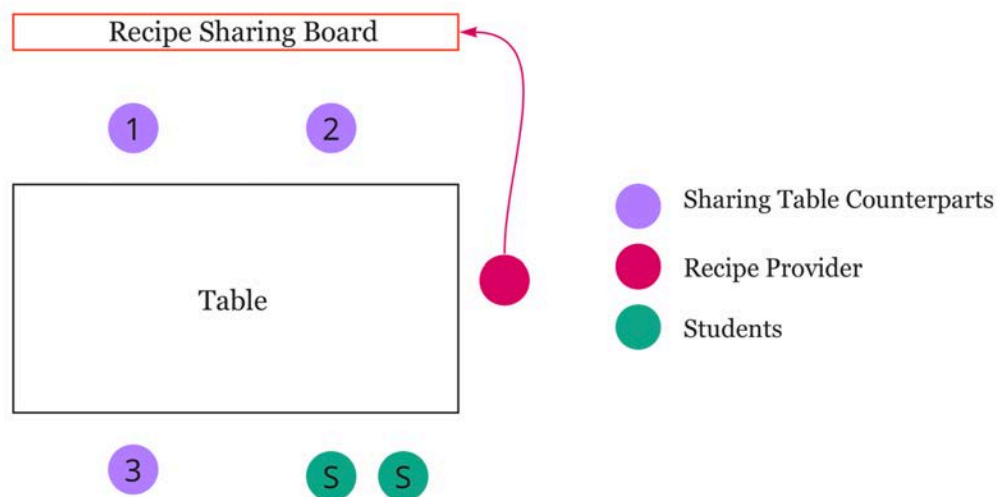 Recipe Sharing Board
1
2
Table
3
S
S
Sharing Table Counterparts
Recipe Provider
Students